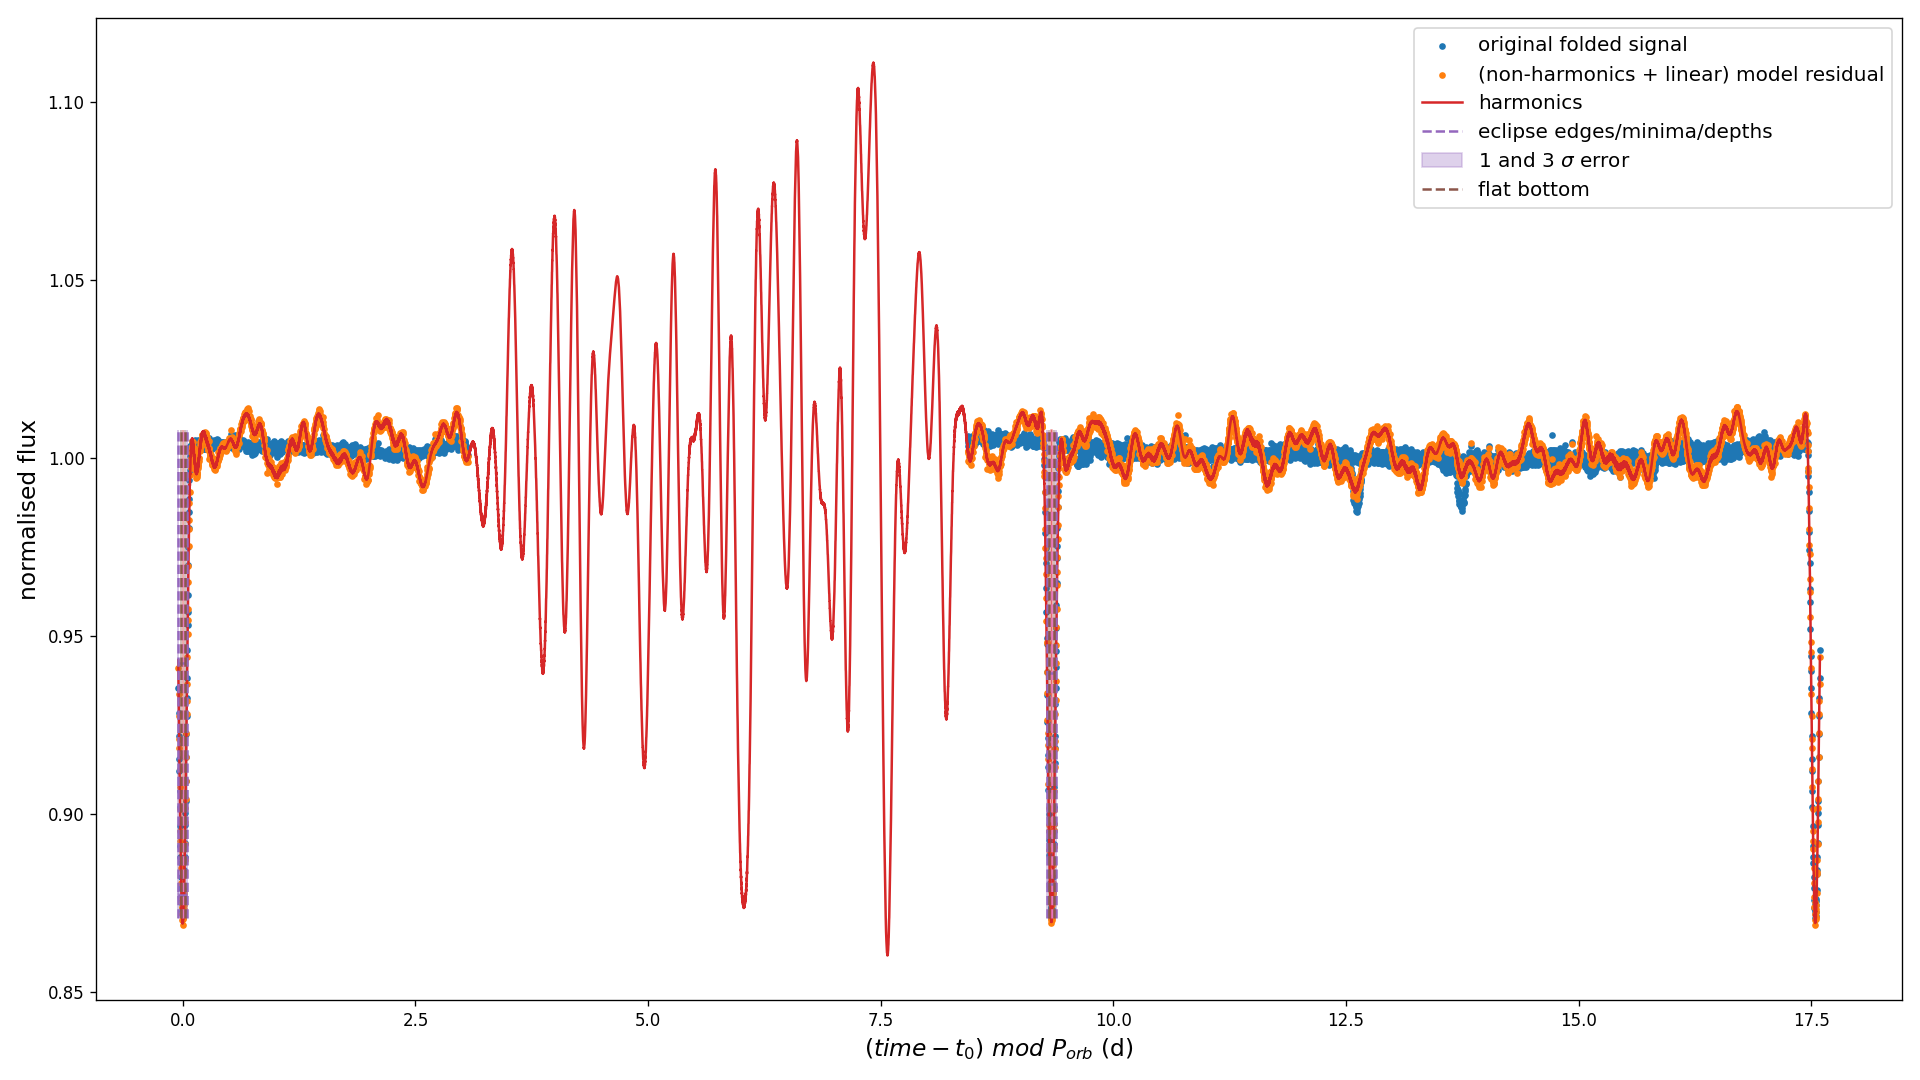 original folded signal
(non-harmonics + linear) model residual
harmonics
eclipse edges/minima/depths
1 and 3 σ error
flat bottom
normalised flux
1.10
1.05
1.00
0.95
0.90
0.85
0.0 2.5 5.0 7.5 10.0 12.5 15.0 17.5
(time − t₀) mod Pₒᵣb (d)